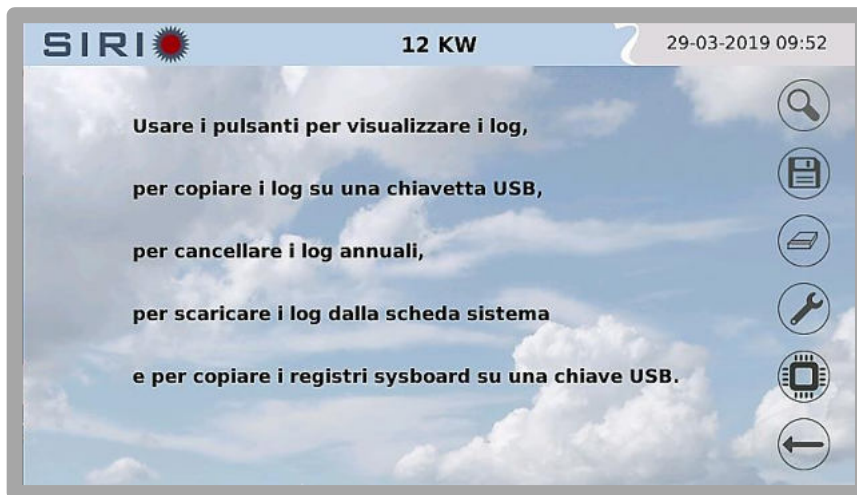 SIRIO 12 KW 29-03-2019 09:52
Usare i pulsanti per visualizzare i log,
per copiare i log su una chiavetta USB,
per cancellare i log annuali,
per scaricare i log dalla scheda sistema
e per copiare i registri sysboard su una chiave USB.